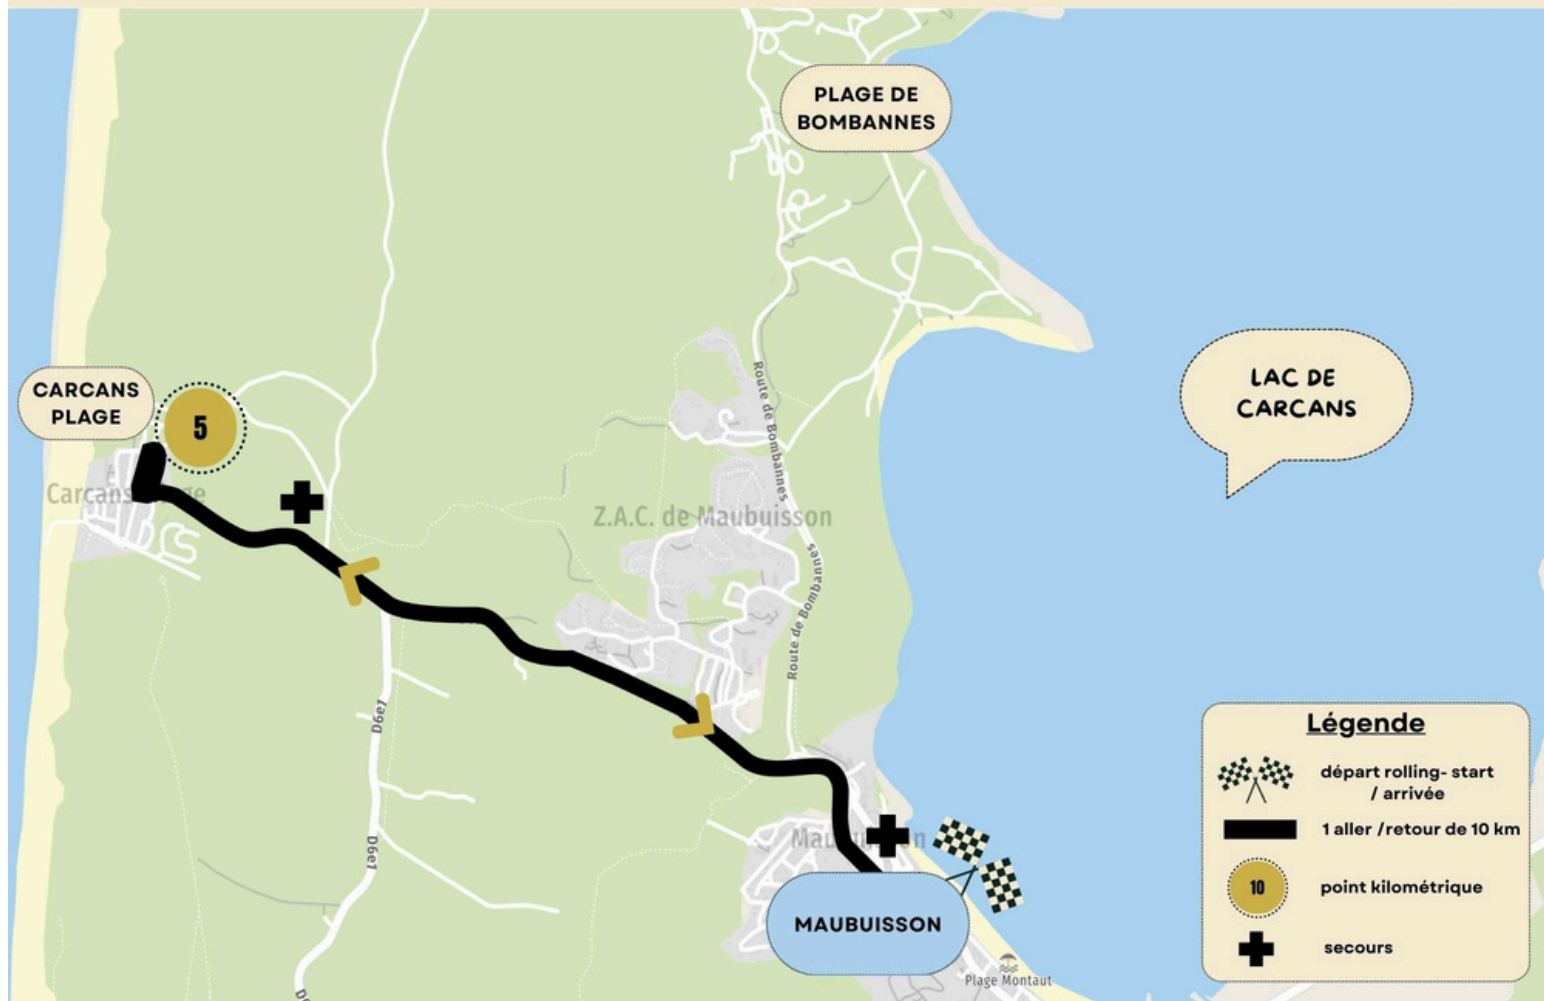 PLAGE DE
BOMBANNES
CARCANS
PLAGE
5
LAC DE
CARCANS
Route de Bombannes
Z.A.C. de Maubuisson
Route de Bombannes
D6e1
D6e1
MAUBUISSON
Plage Montaut
Légende
départ rolling- start
/ arrivée
1 aller /retour de 10 km
10
point kilométrique
secours